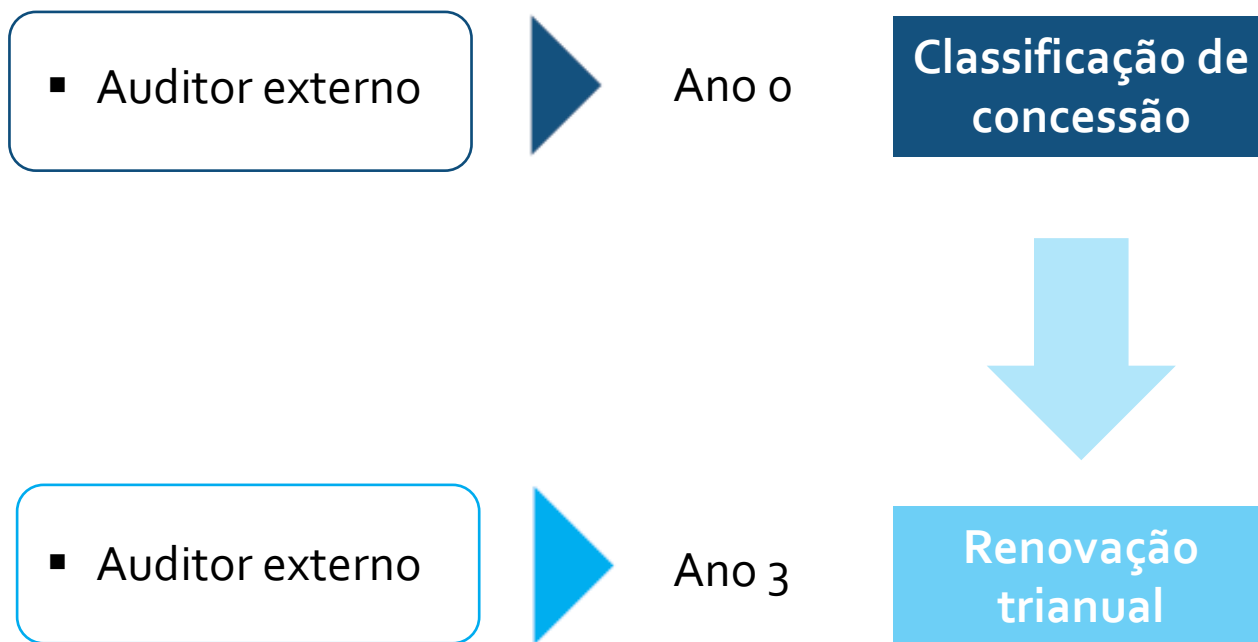 ▪ Auditor externo
Ano 0
Classificação de
concessão
▪ Auditor externo
Ano 3
Renovação
trianual